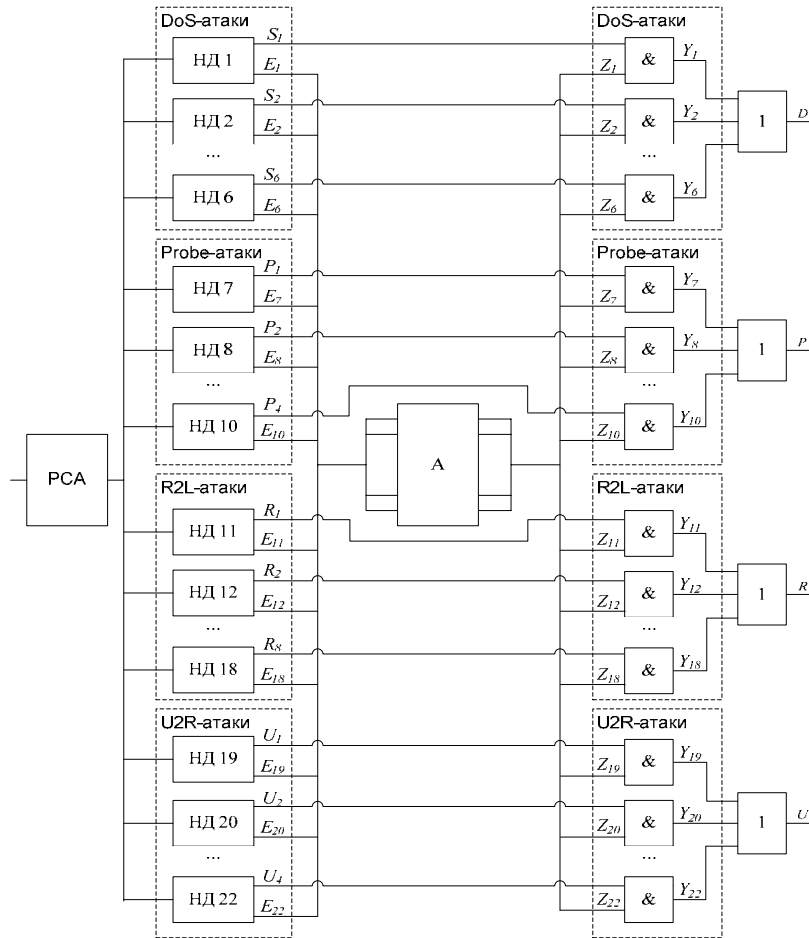 DoS-атаки DoS-атаки
НД 1 S1 E1 Z1 & Y1
НД 2 S2 E2 Z2 & Y2 1 D
... ...
НД 6 S6 E6 Z6 & Y6
Probe-атаки Probe-атаки
НД 7 P1 E7 Z7 & Y7
НД 8 P2 E8 Z8 & Y8 1 P
... ...
НД 10 P4 E10 Z10 & Y10
РСА A
R2L-атаки R2L-атаки
НД 11 R1 E11 Z11 & Y11
НД 12 R2 E12 Z12 & Y12 1 R
... ...
НД 18 R8 E18 Z18 & Y18
U2R-атаки U2R-атаки
НД 19 U1 E19 Z19 & Y19
НД 20 U2 E20 Z20 & Y20 1 U
... ...
НД 22 U4 E22 Z22 & Y22